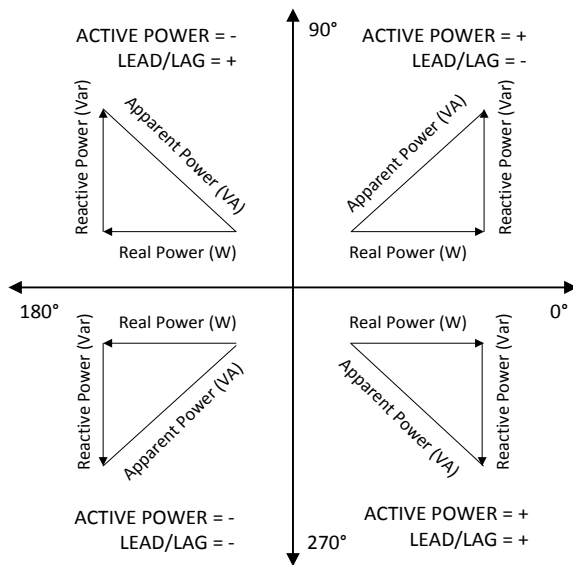 ACTIVE POWER = -
LEAD/LAG = +
90°
ACTIVE POWER = +
LEAD/LAG = -
Reactive Power (Var)
Apparent Power (VA)
Real Power (W)
Apparent Power (VA)
Reactive Power (Var)
Real Power (W)
180°
0°
Real Power (W)
Reactive Power (Var)
Apparent Power (VA)
Real Power (W)
Apparent Power (VA)
Reactive Power (Var)
ACTIVE POWER = -
LEAD/LAG = -
270°
ACTIVE POWER = +
LEAD/LAG = +